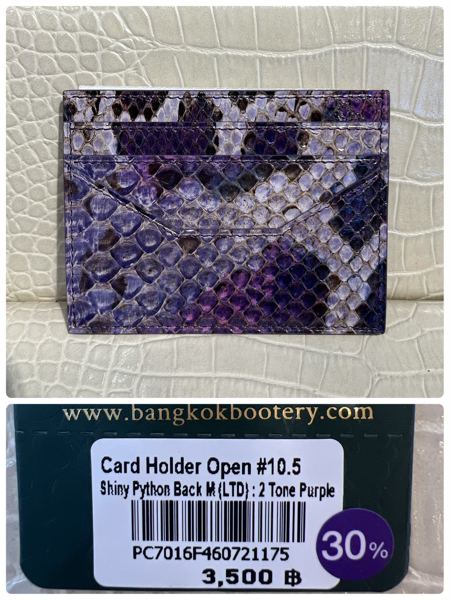 www.bangkokbootery.com
Card Holder Open #10.5
Shiny Python Back M {LTD} : 2 Tone Purple
PC7016F460721175
3,500 ฿
30%